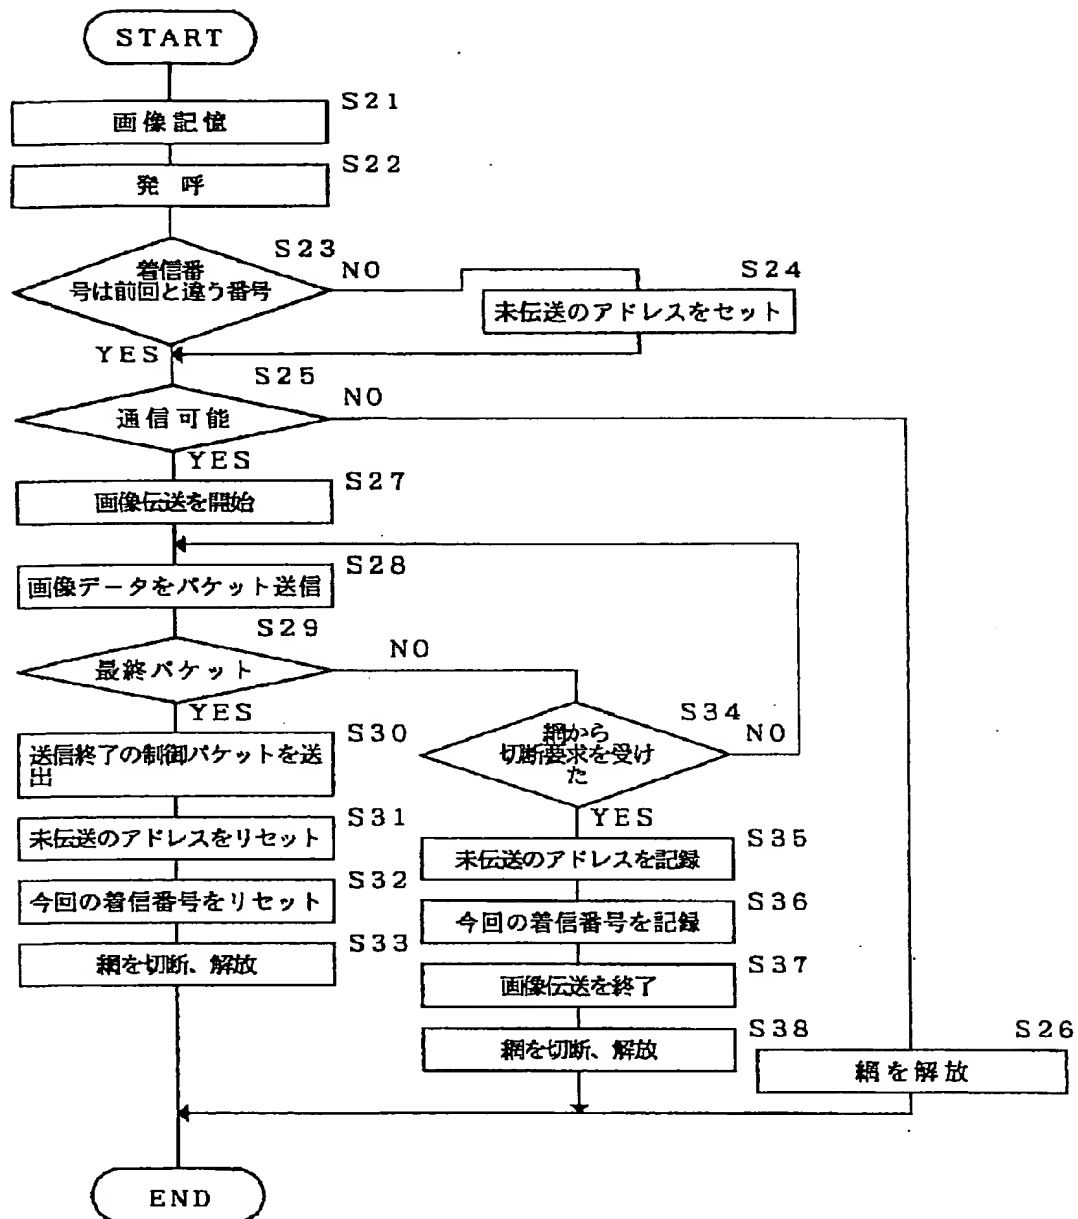 START
S21
画像記憶
S22
発 呼
S23
着信番
号は前回と違う番号
NO
S24
未伝送のアドレスをセット
YES
S25
通信可能
NO
YES
S27
画像伝送を開始
S28
画像データをパケット送信
S29
最終パケット
NO
YES
S30
送信終了の制御パケットを送
出
S34
網から
切断要求を受け
た
NO
YES
S31
未伝送のアドレスをリセット
S35
未伝送のアドレスを記録
S32
今回の着信番号をリセット
S36
今回の着信番号を記録
S33
網を切断、解放
S37
画像伝送を終了
S38
網を切断、解放
S26
網を解放
END